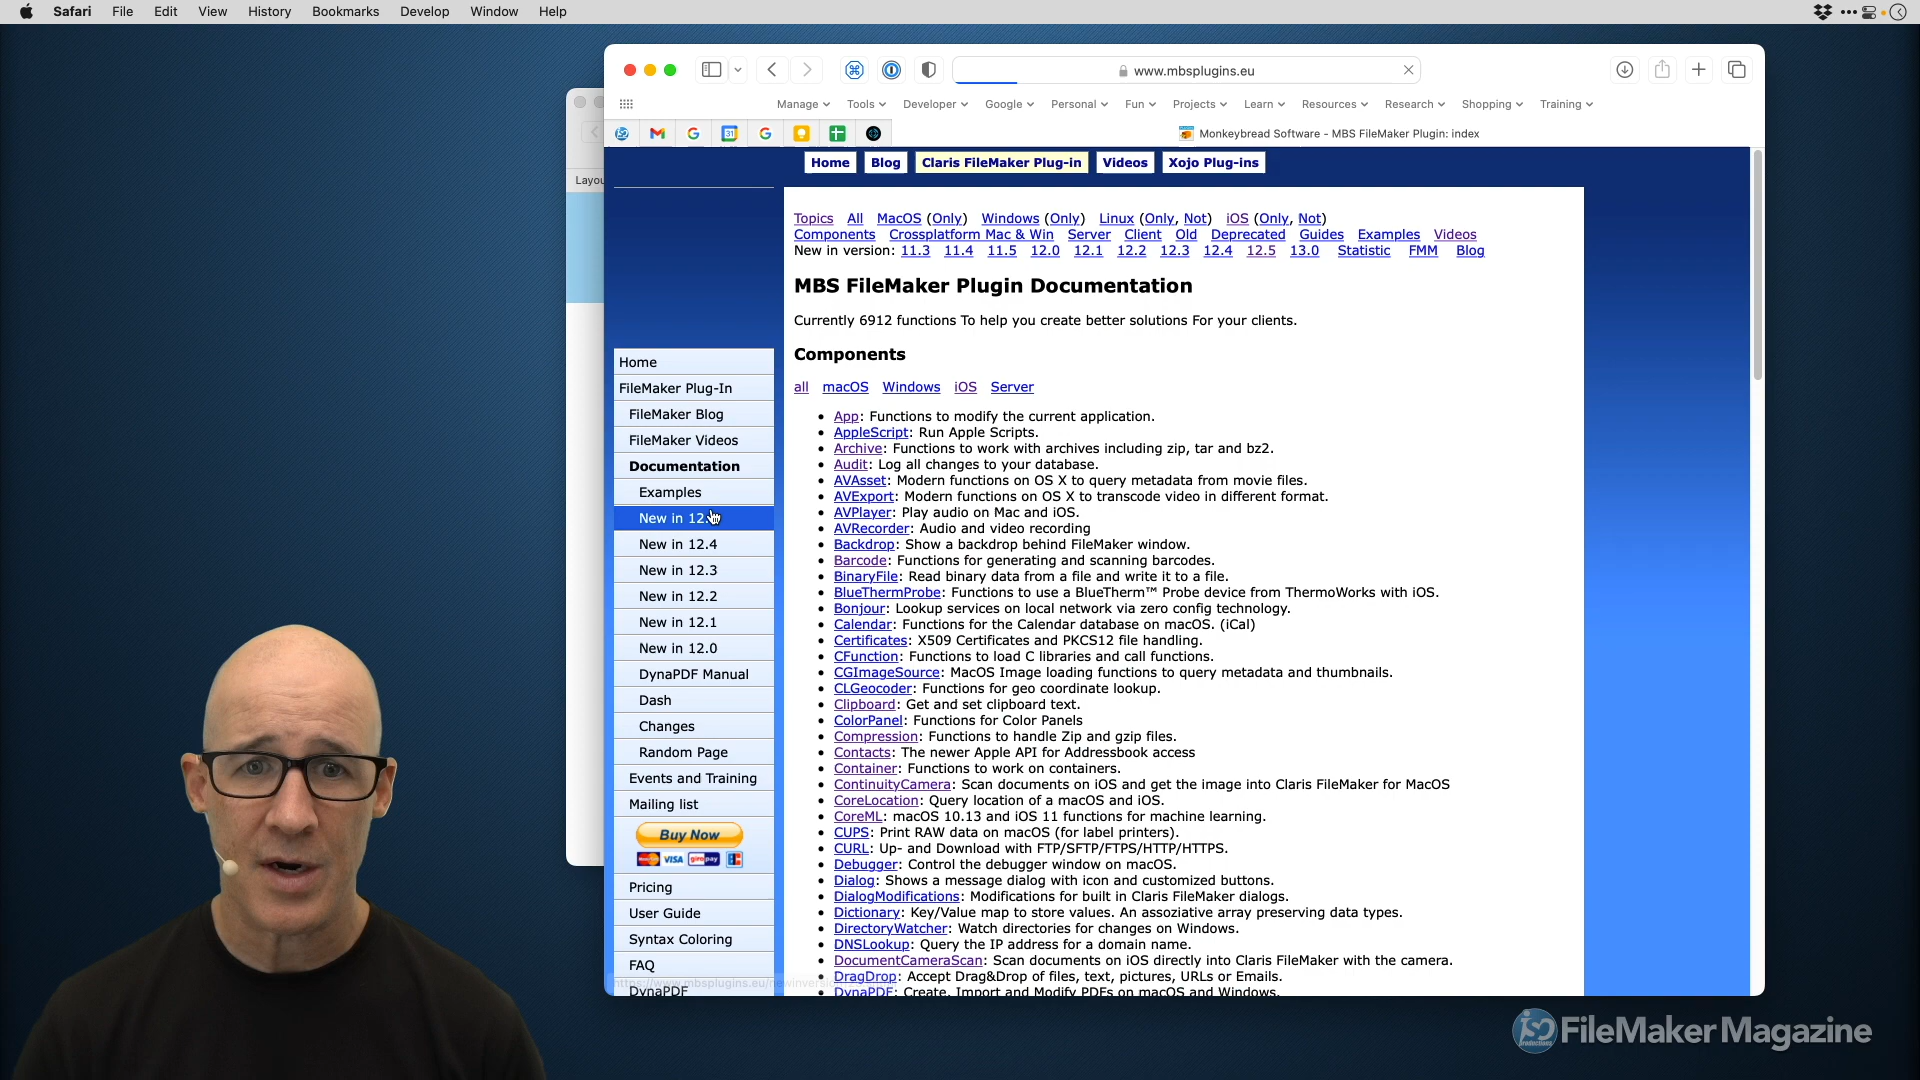 Safari File Edit View History Bookmarks Develop Window Help
www.mbsplugins.eu
Manage Tools Developer Google Personal Fun Projects Learn Resources Research Shopping Training
31
Monkeybread Software - MBS FileMaker Plugin: index
Layou
Home Blog Claris FileMaker Plug-in Videos Xojo Plug-ins
Topics All MacOS (Only) Windows (Only) Linux (Only, Not) iOS (Only, Not)
Components Crossplatform Mac & Win Server Client Old Deprecated Guides Examples Videos
New in version: 11.3 11.4 11.5 12.0 12.1 12.2 12.3 12.4 12.5 13.0 Statistic FMM Blog
MBS FileMaker Plugin Documentation
Currently 6912 functions To help you create better solutions For your clients.
Components
all macOS Windows iOS Server
• App: Functions to modify the current application.
• AppleScript: Run Apple Scripts.
• Archive: Functions to work with archives including zip, tar and bz2.
• Audit: Log all changes to your database.
• AVAsset: Modern functions on OS X to query metadata from movie files.
• AVExport: Modern functions on OS X to transcode video in different format.
• AVPlayer: Play audio on Mac and iOS.
• AVRecorder: Audio and video recording
• Backdrop: Show a backdrop behind FileMaker window.
• Barcode: Functions for generating and scanning barcodes.
• BinaryFile: Read binary data from a file and write it to a file.
• BlueThermProbe: Functions to use a BlueTherm™ Probe device from ThermoWorks with iOS.
• Bonjour: Lookup services on local network via zero config technology.
• Calendar: Functions for the Calendar database on macOS. (iCal)
• Certificates: X509 Certificates and PKCS12 file handling.
• CFunction: Functions to load C libraries and call functions.
• CGImageSource: MacOS Image loading functions to query metadata and thumbnails.
• CLGeocoder: Functions for geo coordinate lookup.
• Clipboard: Get and set clipboard text.
• ColorPanel: Functions for Color Panels
• Compression: Functions to handle Zip and gzip files.
• Contacts: The newer Apple API for Addressbook access
• Container: Functions to work on containers.
• ContinuityCamera: Scan documents on iOS and get the image into Claris FileMaker for MacOS
• CoreLocation: Query location of a macOS and iOS.
• CoreML: macOS 10.13 and iOS 11 functions for machine learning.
• CUPS: Print RAW data on macOS (for label printers).
• CURL: Up- and Download with FTP/SFTP/FTPS/HTTP/HTTPS.
• Debugger: Control the debugger window on macOS.
• Dialog: Shows a message dialog with icon and customized buttons.
• DialogModifications: Modifications for built in Claris FileMaker dialogs.
• Dictionary: Key/Value map to store values. An assoziative array preserving data types.
• DirectoryWatcher: Watch directories for changes on Windows.
• DNSLookup: Query the IP address for a domain name.
• DocumentCameraScan: Scan documents on iOS directly into Claris FileMaker with the camera.
• DragDrop: Accept Drag&Drop of files, text, pictures, URLs or Emails.
• DynaPDF: Create, Import and Modify PDFs on macOS and Windows.
Home
FileMaker Plug-In
FileMaker Blog
FileMaker Videos
Documentation
Examples
New in 12.
New in 12.4
New in 12.3
New in 12.2
New in 12.1
New in 12.0
DynaPDF Manual
Dash
Changes
Random Page
Events and Training
Mailing list
Buy Now
VISA giropay
Pricing
User Guide
Syntax Coloring
FAQ
DynaPDF
FileMaker Magazine